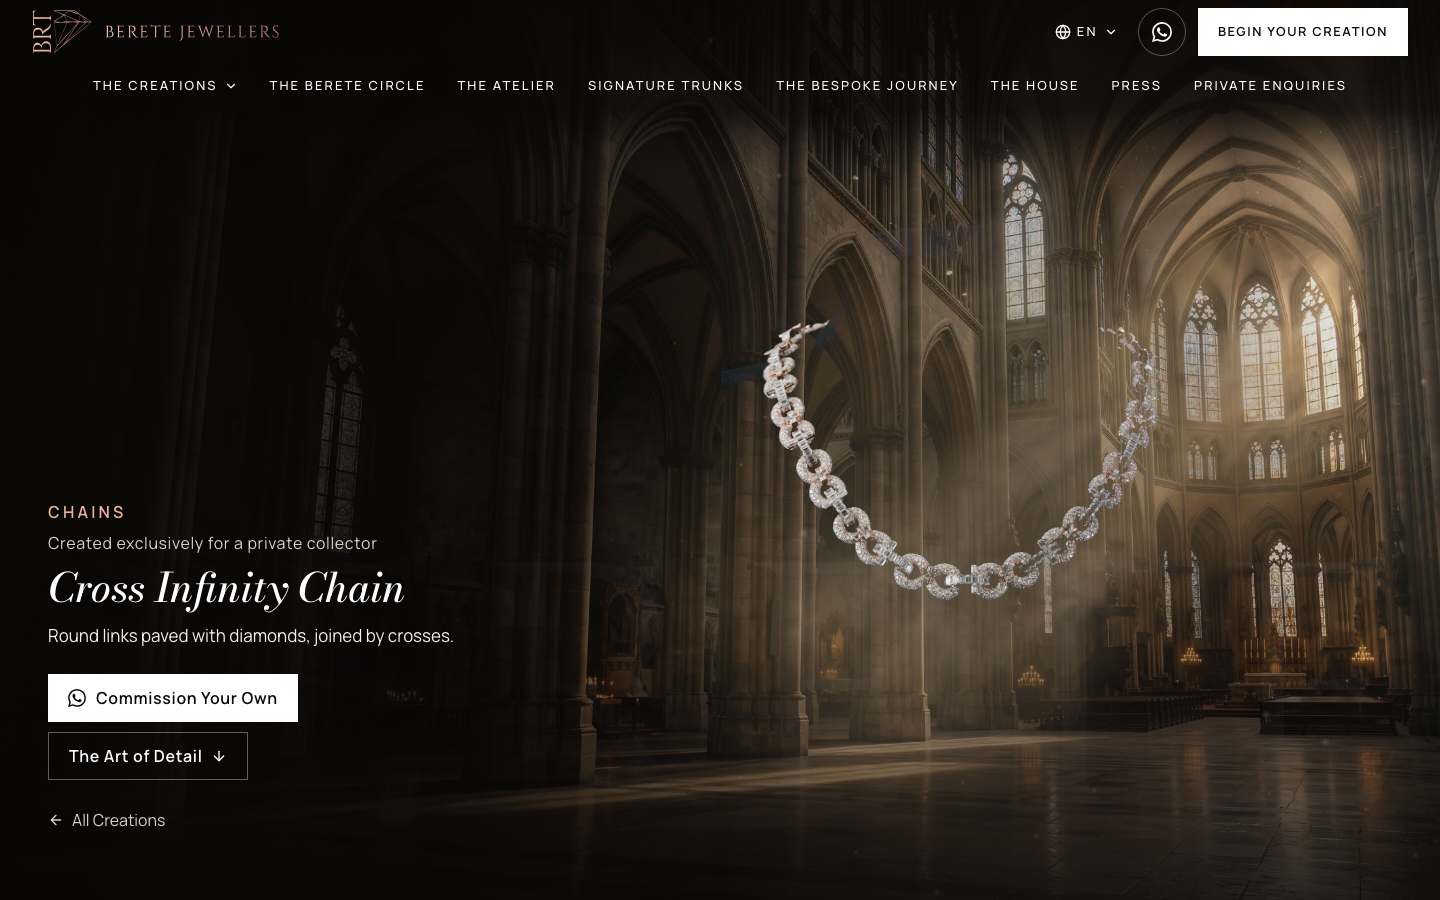 BRT
BERETE JEWELLERS
EN
BEGIN YOUR CREATION
THE CREATIONS
THE BERETE CIRCLE
THE ATELIER
SIGNATURE TRUNKS
THE BESPOKE JOURNEY
THE HOUSE
PRESS
PRIVATE ENQUIRIES
CHAINS
Created exclusively for a private collector
Cross Infinity Chain
Round links paved with diamonds, joined by crosses.
Commission Your Own
The Art of Detail
All Creations